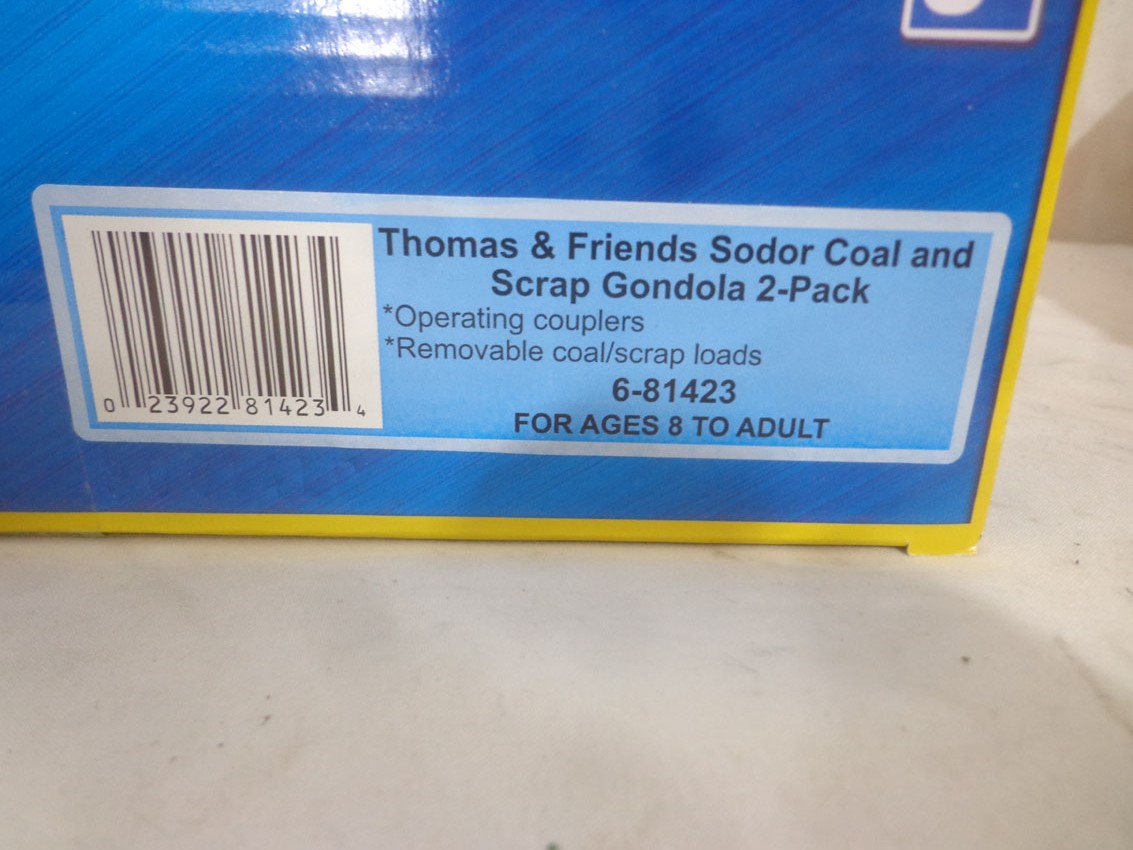 Thomas & Friends Sodor Coal and
Scrap Gondola 2-Pack
*Operating couplers
*Removable coal/scrap loads
6-81423
FOR AGES 8 TO ADULT
0 23922 81423 4